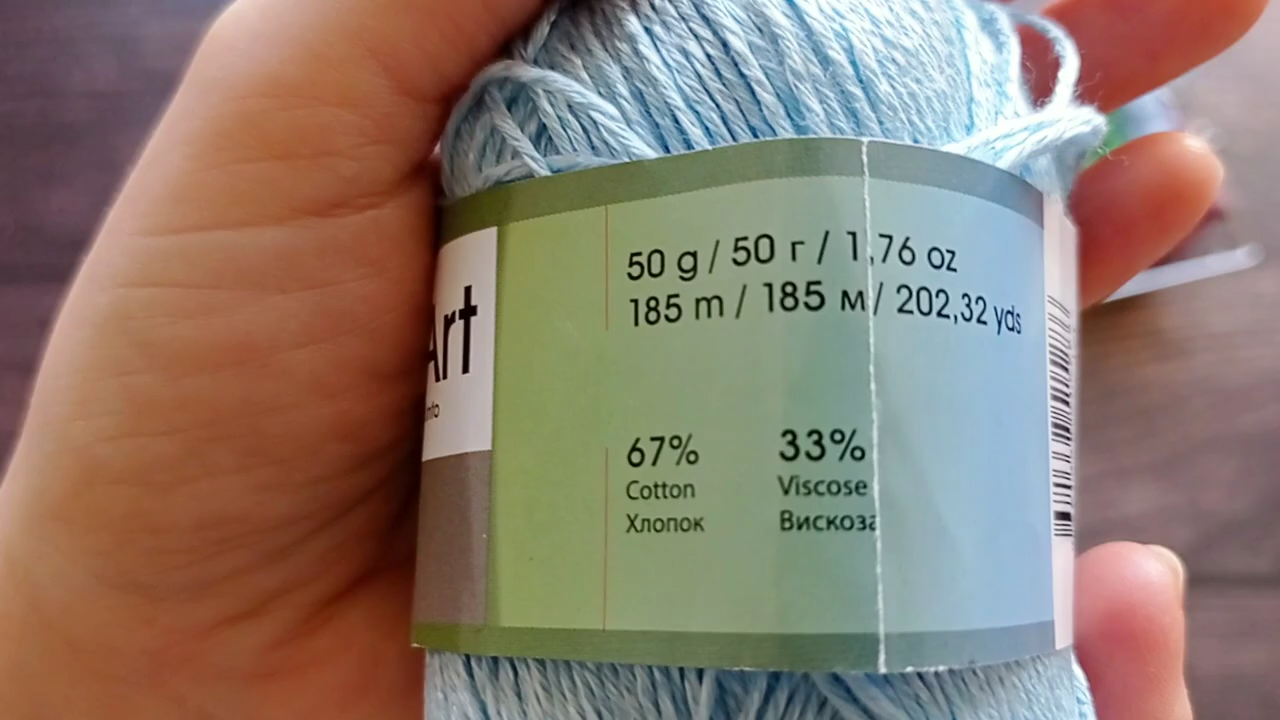 50 g / 50 г / 1,76 oz
185 m / 185 м / 202,32 yds
Art
67% 33%
Cotton Viscose
Хлопок Вискоза